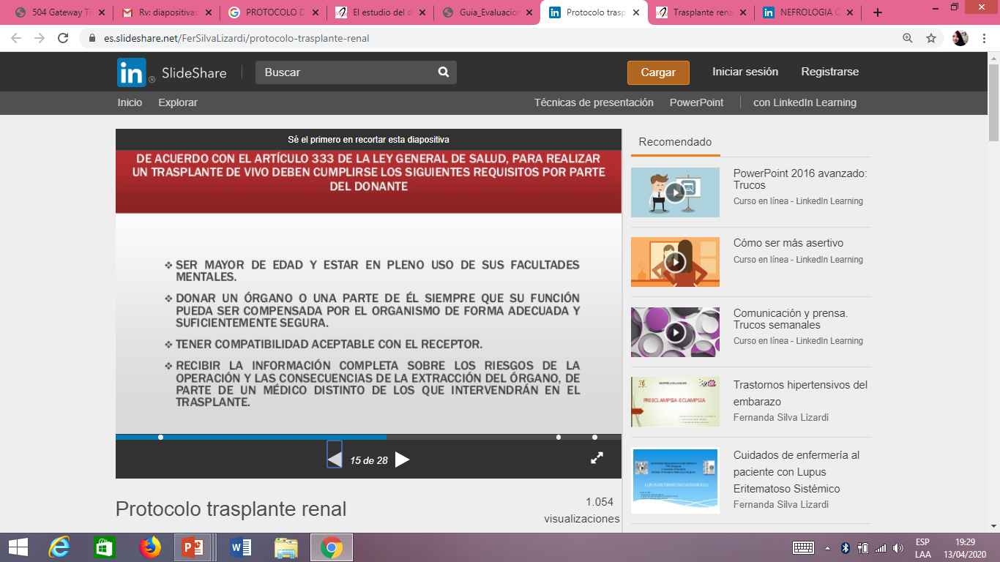 504 Gateway Ti
Rv: diapositivas
PROTOCOLO D
El estudio del d
Guia_Evaluacion
Protocolo trasp
Trasplante rena
NEFROLOGIA C
es.slideshare.net/FerSilvaLizardi/protocolo-trasplante-renal
in ® SlideShare
Buscar
Cargar
Iniciar sesión
Registrarse
Inicio
Explorar
Técnicas de presentación
PowerPoint
con LinkedIn Learning
Sé el primero en recortar esta diapositiva
DE ACUERDO CON EL ARTÍCULO 333 DE LA LEY GENERAL DE SALUD, PARA REALIZAR
UN TRASPLANTE DE VIVO DEBEN CUMPLIRSE LOS SIGUIENTES REQUISITOS POR PARTE
DEL DONANTE
❖ SER MAYOR DE EDAD Y ESTAR EN PLENO USO DE SUS FACULTADES
MENTALES.
❖ DONAR UN ÓRGANO O UNA PARTE DE ÉL SIEMPRE QUE SU FUNCIÓN
PUEDA SER COMPENSADA POR EL ORGANISMO DE FORMA ADECUADA Y
SUFICIENTEMENTE SEGURA.
❖ TENER COMPATIBILIDAD ACEPTABLE CON EL RECEPTOR.
❖ RECIBIR LA INFORMACIÓN COMPLETA SOBRE LOS RIESGOS DE LA
OPERACIÓN Y LAS CONSECUENCIAS DE LA EXTRACCIÓN DEL ÓRGANO, DE
PARTE DE UN MÉDICO DISTINTO DE LOS QUE INTERVENDRÁN EN EL
TRASPLANTE.
15 de 28
Protocolo trasplante renal
1.054
visualizaciones
Recomendado
PowerPoint 2016 avanzado:
Trucos
Curso en línea - LinkedIn Learning
Cómo ser más asertivo
Curso en línea - LinkedIn Learning
Comunicación y prensa.
Trucos semanales
Curso en línea - LinkedIn Learning
PREECLAMPSIA-ECLAMPSIA
Trastornos hipertensivos del
embarazo
Fernanda Silva Lizardi
LUPUS ERITEMATOSO SISTEMICO
Cuidados de enfermería al
paciente con Lupus
Eritematoso Sistémico
Fernanda Silva Lizardi
ESP
LAA
19:29
13/04/2020